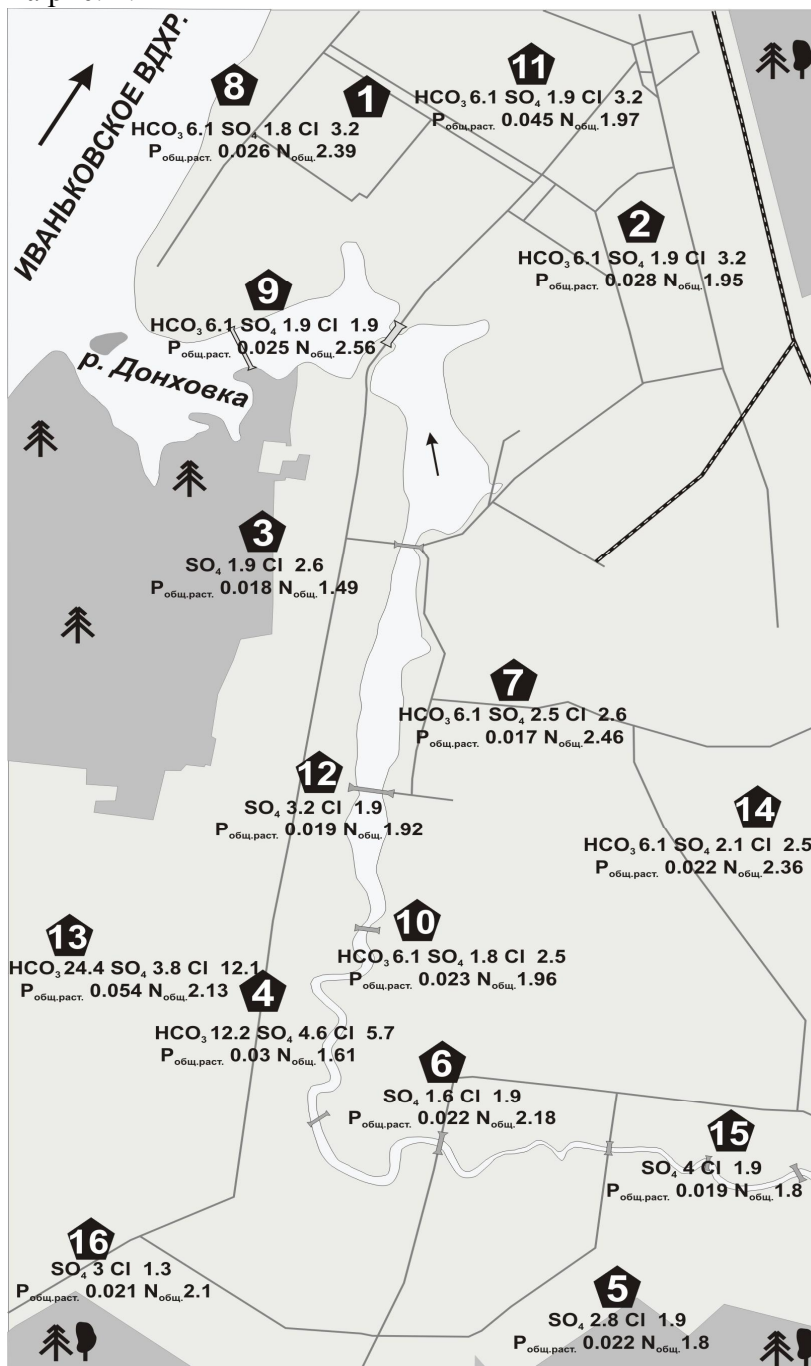 ИВАНЬКОВСКОЕ ВДХР.
8
HCO₃ 6.1 SO₄ 1.8 Cl 3.2
Pобщ.раст. 0.026 Nобщ. 2.39
1
11
HCO₃ 6.1 SO₄ 1.9 Cl 3.2
Pобщ.раст. 0.045 Nобщ. 1.97
2
HCO₃ 6.1 SO₄ 1.9 Cl 3.2
Pобщ.раст. 0.028 Nобщ. 1.95
9
HCO₃ 6.1 SO₄ 1.9 Cl 1.9
Pобщ.раст. 0.025 Nобщ. 2.56
р. Донховка
3
SO₄ 1.9 Cl 2.6
Pобщ.раст. 0.018 Nобщ. 1.49
7
HCO₃ 6.1 SO₄ 2.5 Cl 2.6
Pобщ.раст. 0.017 Nобщ. 2.46
12
SO₄ 3.2 Cl 1.9
Pобщ.раст. 0.019 Nобщ. 1.92
14
HCO₃ 6.1 SO₄ 2.1 Cl 2.5
Pобщ.раст. 0.022 Nобщ. 2.36
13
HCO₃ 24.4 SO₄ 3.8 Cl 12.1
Pобщ.раст. 0.054 Nобщ. 2.13
10
HCO₃ 6.1 SO₄ 1.8 Cl 2.5
Pобщ.раст. 0.023 Nобщ. 1.96
4
HCO₃ 12.2 SO₄ 4.6 Cl 5.7
Pобщ.раст. 0.03 Nобщ. 1.61
6
SO₄ 1.6 Cl 1.9
Pобщ.раст. 0.022 Nобщ. 2.18
15
SO₄ 4 Cl 1.9
Pобщ.раст. 0.019 Nобщ. 1.8
16
SO₄ 3 Cl 1.3
Pобщ.раст. 0.021 Nобщ. 2.1
5
SO₄ 2.8 Cl 1.9
Pобщ.раст. 0.022 Nобщ. 1.8